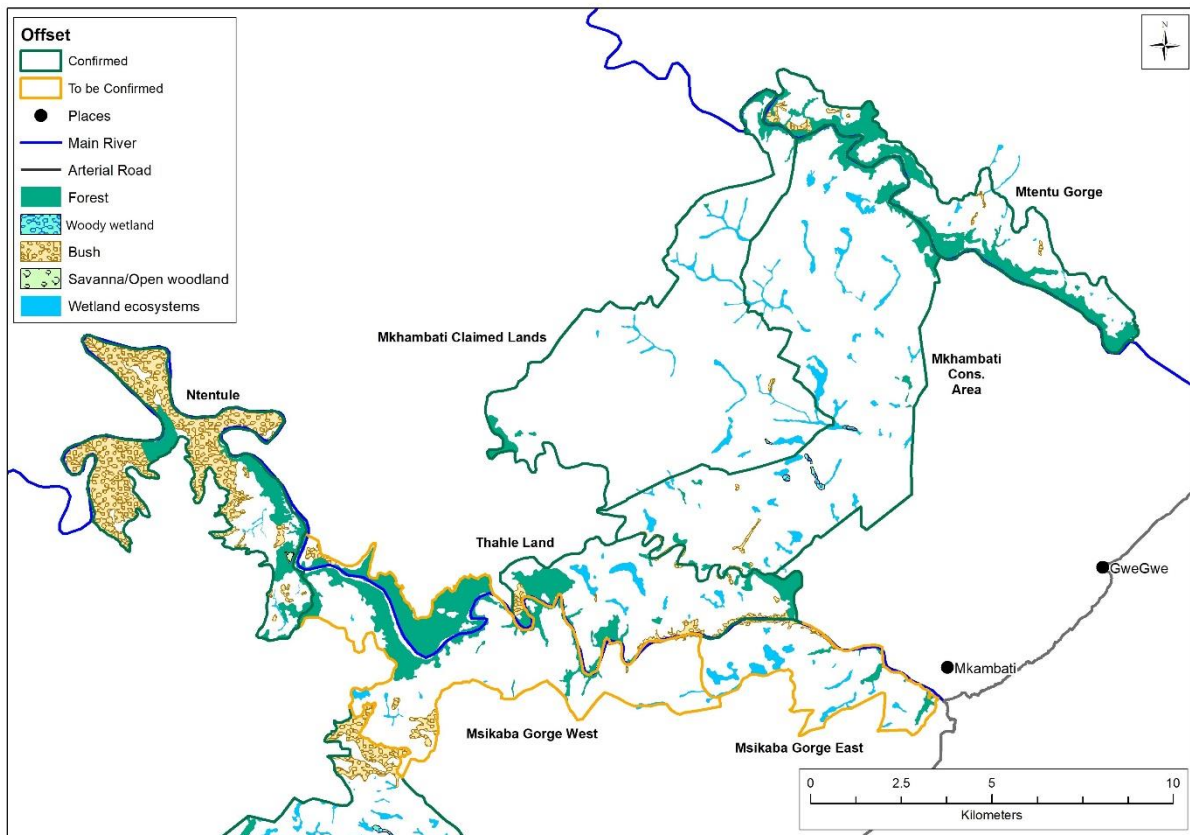 Offset
Confirmed
To be Confirmed
Places
Main River
Arterial Road
Forest
Woody wetland
Bush
Savanna/Open woodland
Wetland ecosystems
N
Mtentu Gorge
Mkhambati Claimed Lands
Mkhambati
Cons.
Area
Ntentule
Thahle Land
GweGwe
Mkambati
Msikaba Gorge West
Msikaba Gorge East
0 2.5 5 10
Kilometers